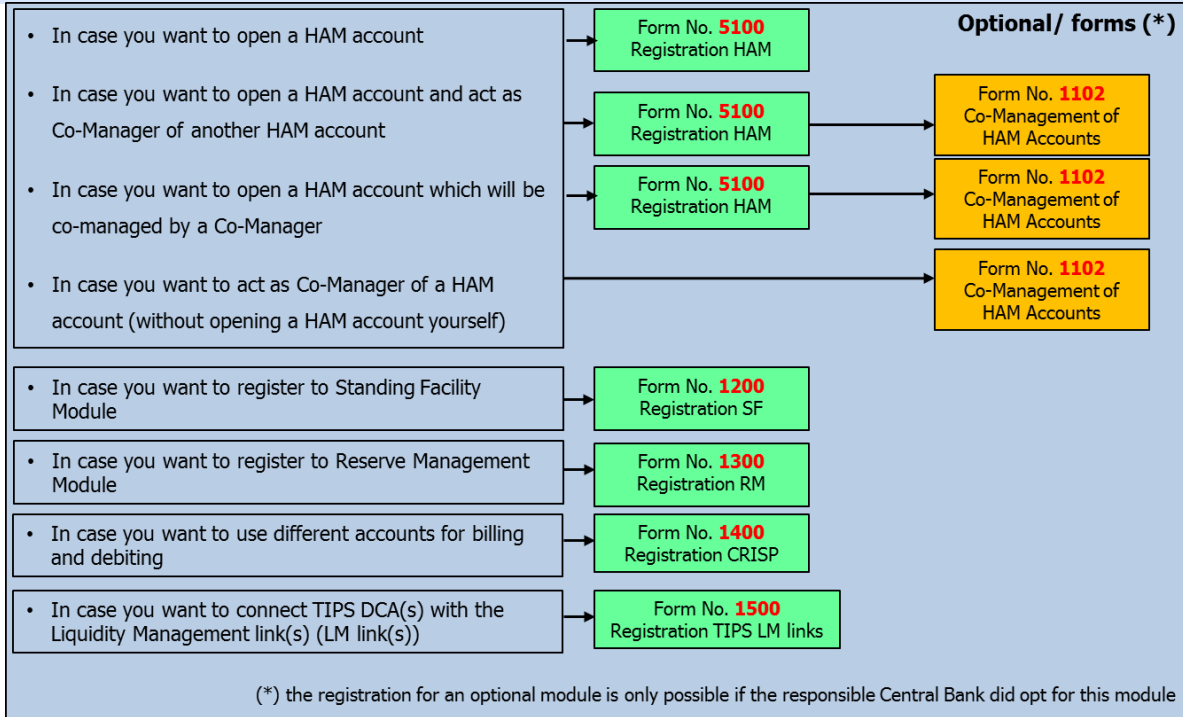 Optional/ forms (*)
• In case you want to open a HAM account
Form No. 5100
Registration HAM
• In case you want to open a HAM account and act as
Co-Manager of another HAM account
Form No. 5100
Registration HAM
Form No. 1102
Co-Management of
HAM Accounts
• In case you want to open a HAM account which will be
co-managed by a Co-Manager
Form No. 5100
Registration HAM
Form No. 1102
Co-Management of
HAM Accounts
• In case you want to act as Co-Manager of a HAM
account (without opening a HAM account yourself)
Form No. 1102
Co-Management of
HAM Accounts
• In case you want to register to Standing Facility
Module
Form No. 1200
Registration SF
• In case you want to register to Reserve Management
Module
Form No. 1300
Registration RM
• In case you want to use different accounts for billing
and debiting
Form No. 1400
Registration CRISP
• In case you want to connect TIPS DCA(s) with the
Liquidity Management link(s) (LM link(s))
Form No. 1500
Registration TIPS LM links
(*) the registration for an optional module is only possible if the responsible Central Bank did opt for this module